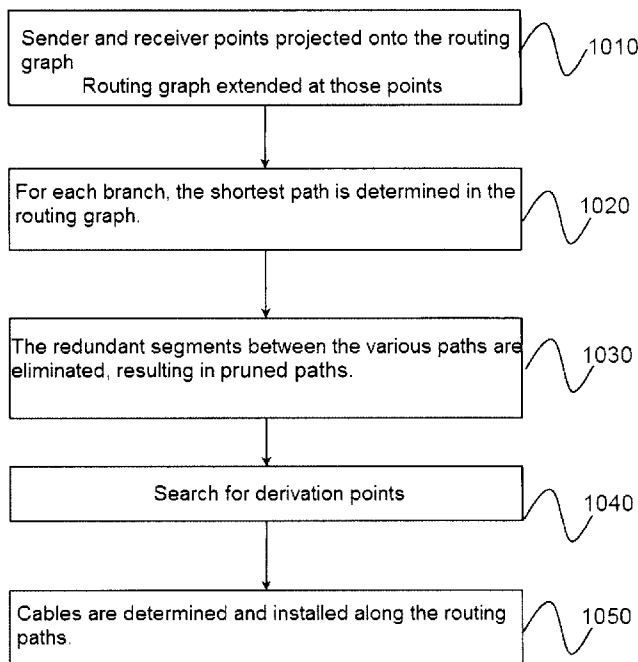 Sender and receiver points projected onto the routing
graph
Routing graph extended at those points
1010
For each branch, the shortest path is determined in the
routing graph.
1020
The redundant segments between the various paths are
eliminated, resulting in pruned paths.
1030
Search for derivation points
1040
Cables are determined and installed along the routing
paths.
1050